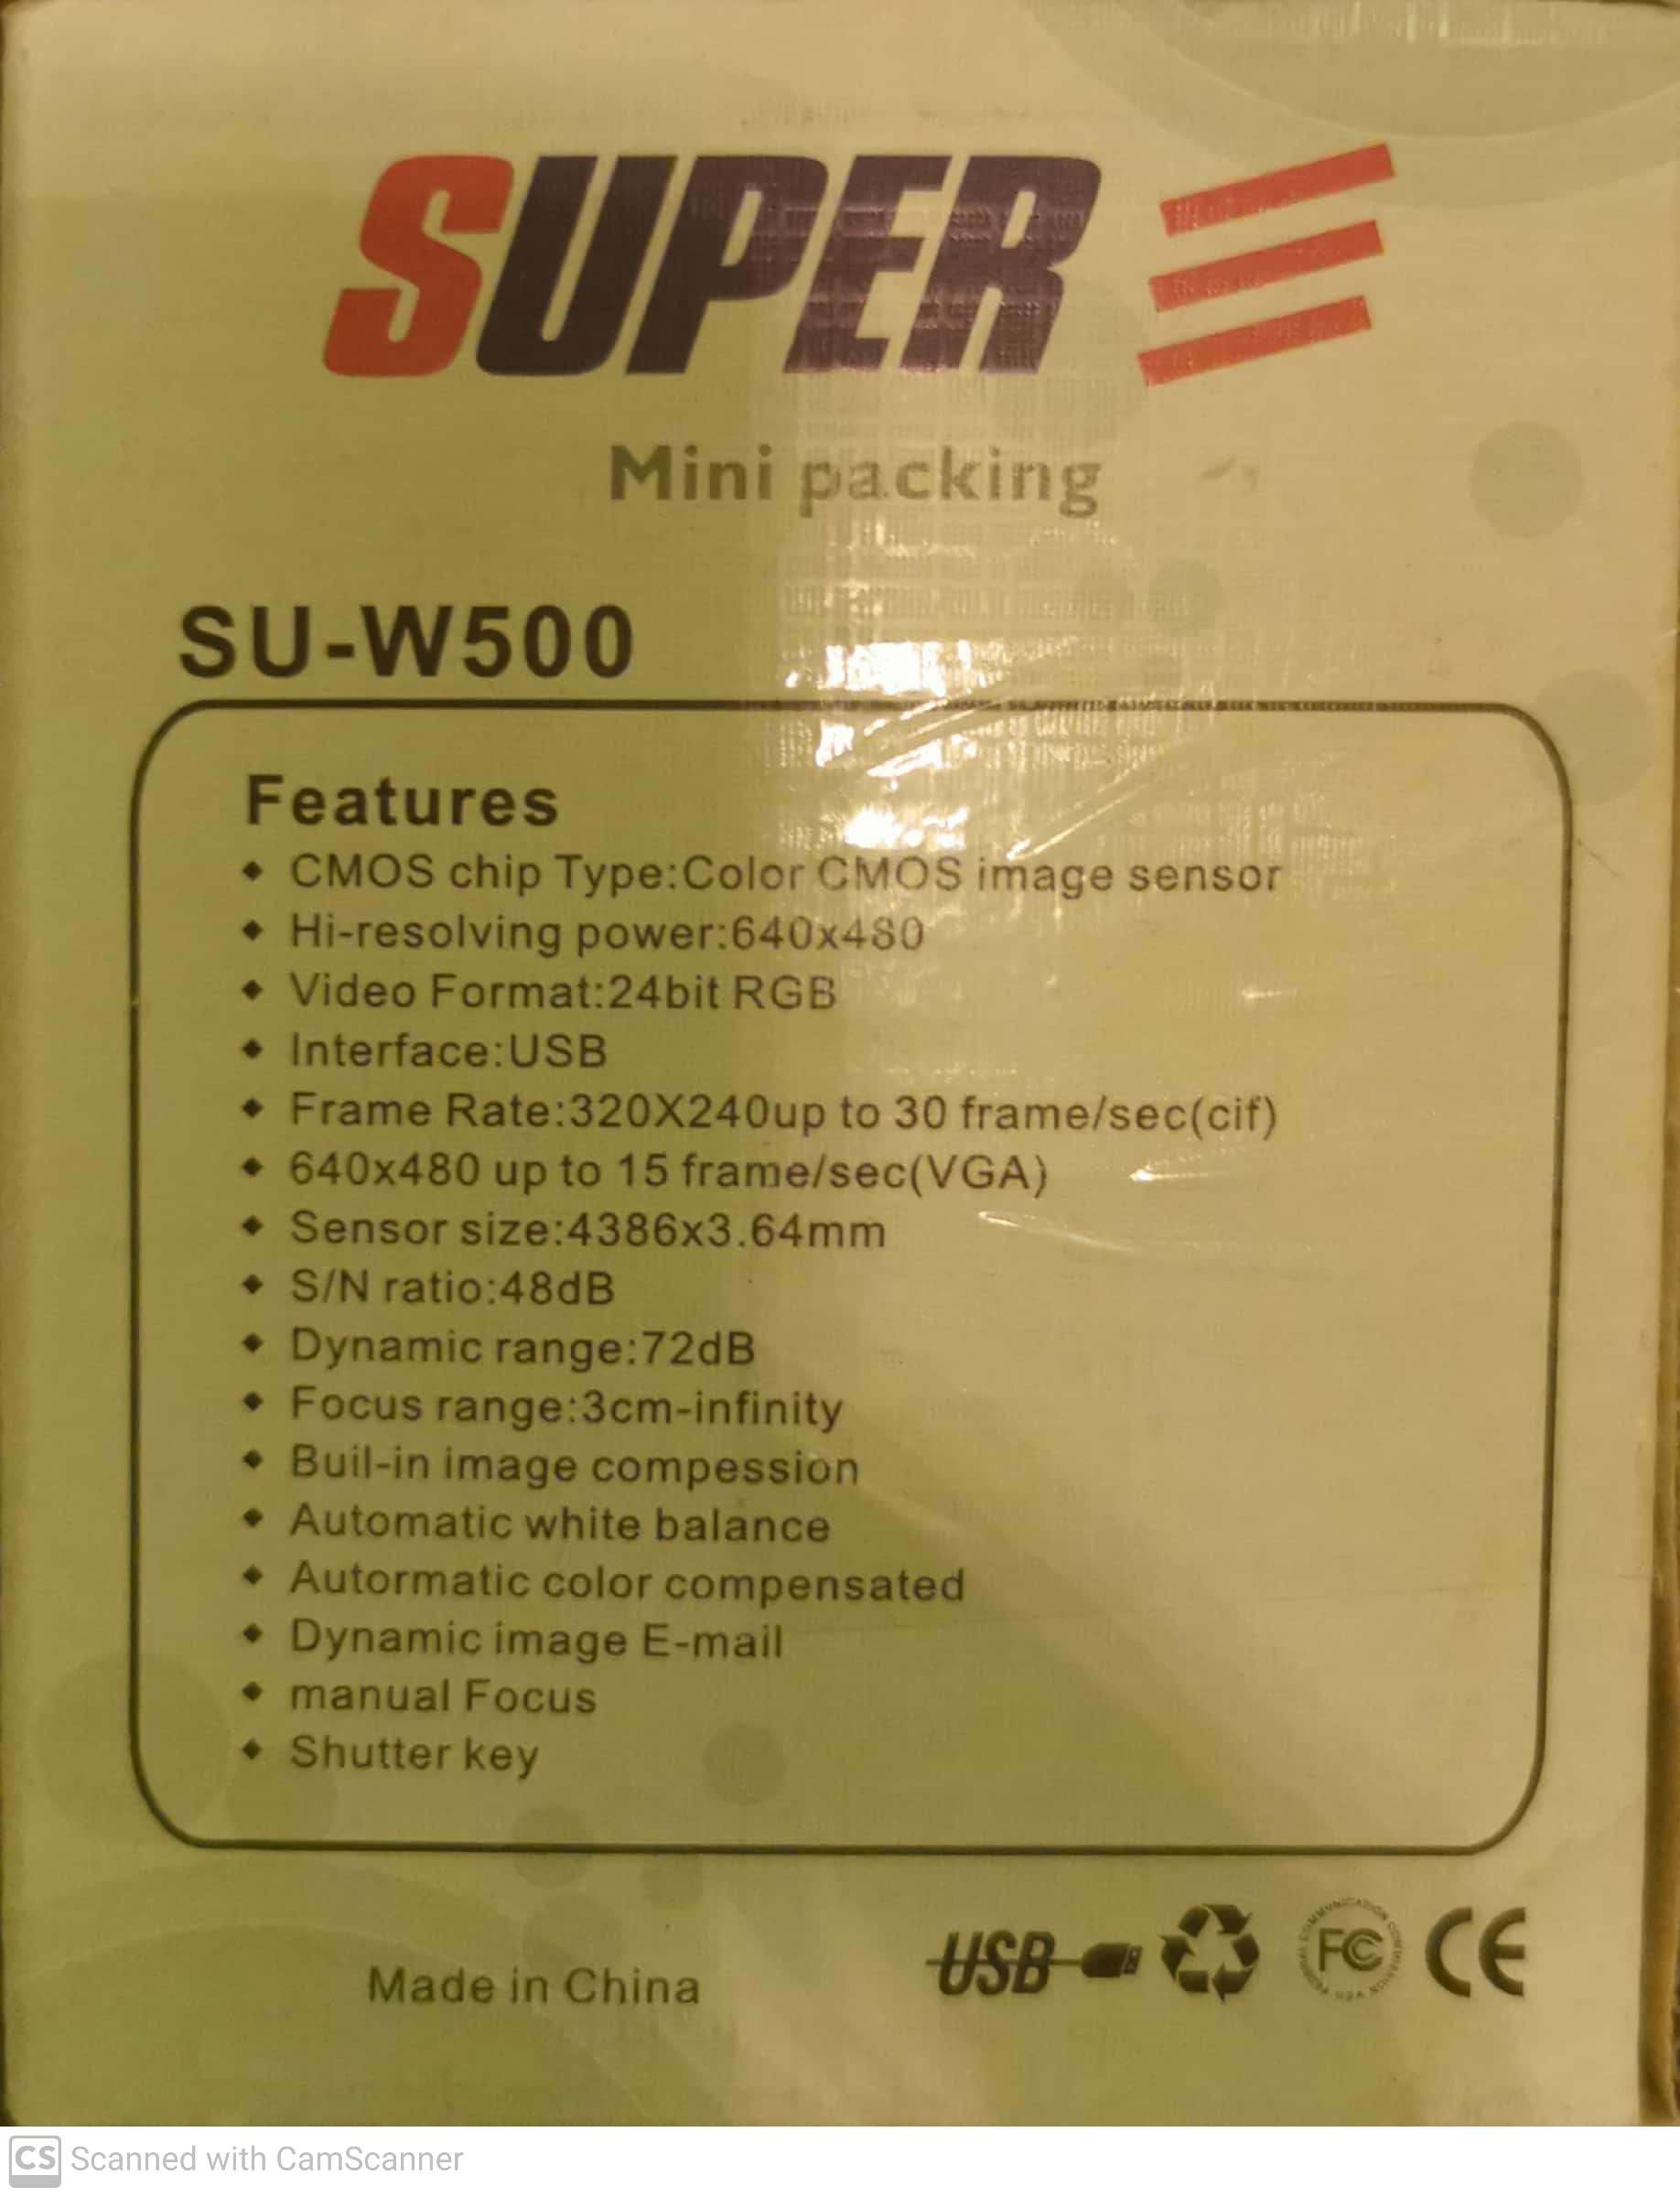 SUPER
Mini packing
SU-W500
Features
CMOS chip Type:Color CMOS image sensor
Hi-resolving power:640x480
Video Format:24bit RGB
Interface:USB
Frame Rate:320X240up to 30 frame/sec(cif)
640x480 up to 15 frame/sec(VGA)
Sensor size:4386x3.64mm
S/N ratio:48dB
Dynamic range:72dB
Focus range:3cm-infinity
Buil-in image compession
Automatic white balance
Autormatic color compensated
Dynamic image E-mail
manual Focus
Shutter key
Made in China
USB FC CE
CS Scanned with CamScanner